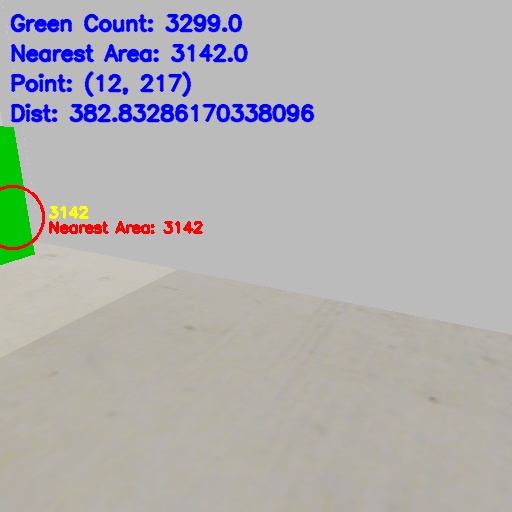 Green Count: 3299.0
Nearest Area: 3142.0
Point: (12, 217)
Dist: 382.83286170338096
3142
Nearest Area: 3142